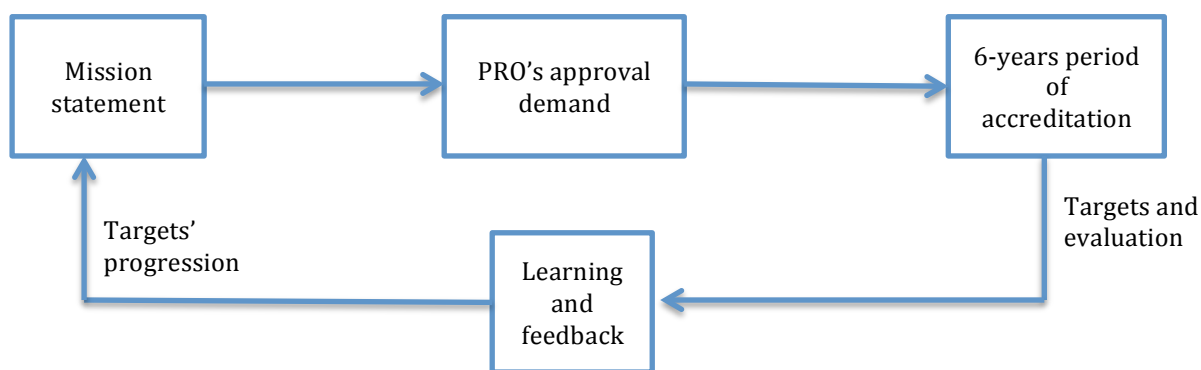 Mission
statement
PRO’s approval
demand
6-years period
of
accreditation
Targets’
progression
Targets and
evaluation
Learning
and
feedback